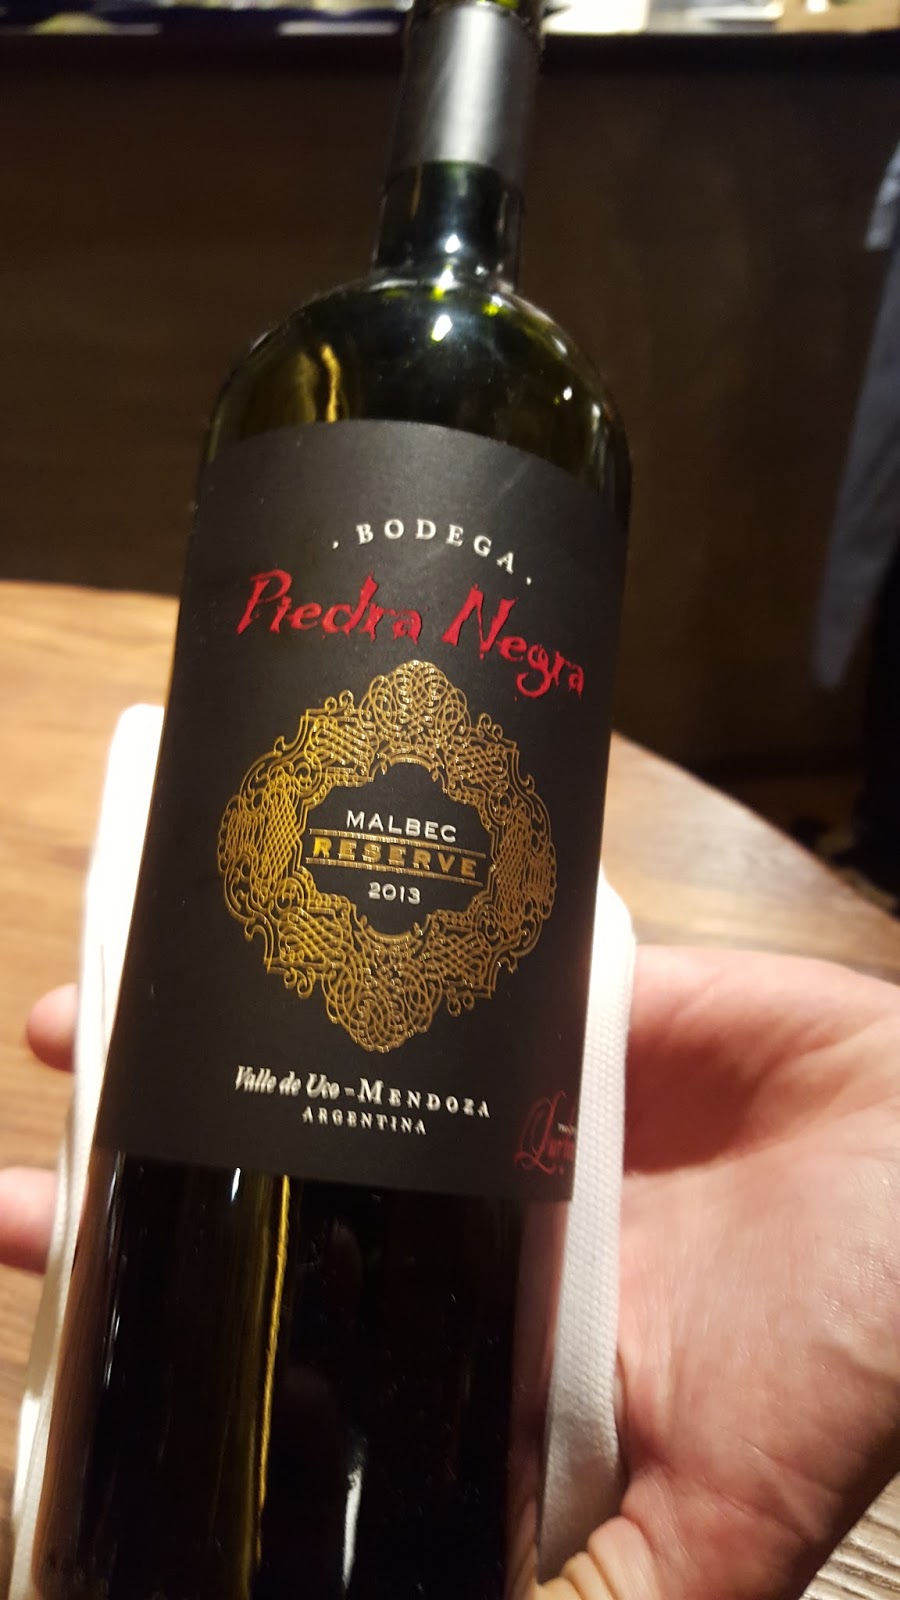 . BODEGA .
Piedra Negra
MALBEC
RESERVE
2013
Valle de Uco - MENDOZA
ARGENTINA